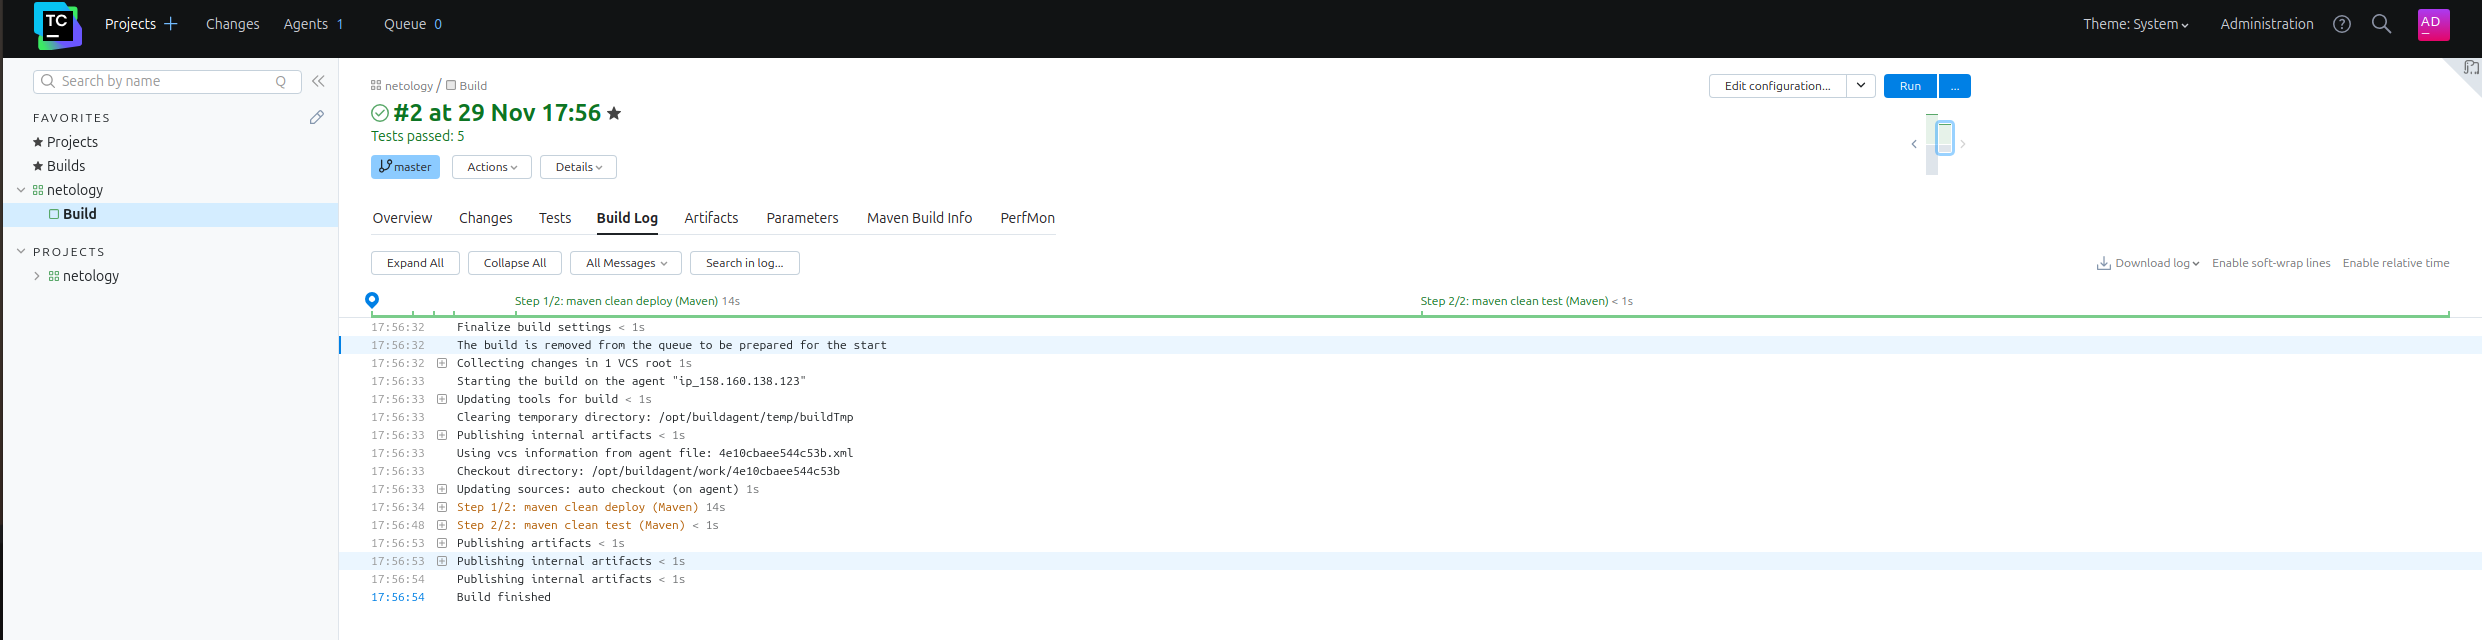 TC
Projects
Changes
Agents 1
Queue 0
Theme: System
Administration
?
AD
Search by name Q
FAVORITES
Projects
Builds
netology
Build
PROJECTS
netology
netology / Build
#2 at 29 Nov 17:56
Tests passed: 5
master
Actions
Details
Edit configuration...
Run
...
Overview
Changes
Tests
Build Log
Artifacts
Parameters
Maven Build Info
PerfMon
Expand All
Collapse All
All Messages
Search in log...
Download log
Enable soft-wrap lines
Enable relative time
Step 1/2: maven clean deploy (Maven) 14s
Step 2/2: maven clean test (Maven) < 1s
17:56:32 Finalize build settings < 1s
17:56:32 The build is removed from the queue to be prepared for the start
17:56:32 Collecting changes in 1 VCS root 1s
17:56:33 Starting the build on the agent "ip_158.160.138.123"
17:56:33 Updating tools for build < 1s
17:56:33 Clearing temporary directory: /opt/buildagent/temp/buildTmp
17:56:33 Publishing internal artifacts < 1s
17:56:33 Using vcs information from agent file: 4e10cbaee544c53b.xml
17:56:33 Checkout directory: /opt/buildagent/work/4e10cbaee544c53b
17:56:33 Updating sources: auto checkout (on agent) 1s
17:56:34 Step 1/2: maven clean deploy (Maven) 14s
17:56:48 Step 2/2: maven clean test (Maven) < 1s
17:56:53 Publishing artifacts < 1s
17:56:53 Publishing internal artifacts < 1s
17:56:54 Publishing internal artifacts < 1s
17:56:54 Build finished